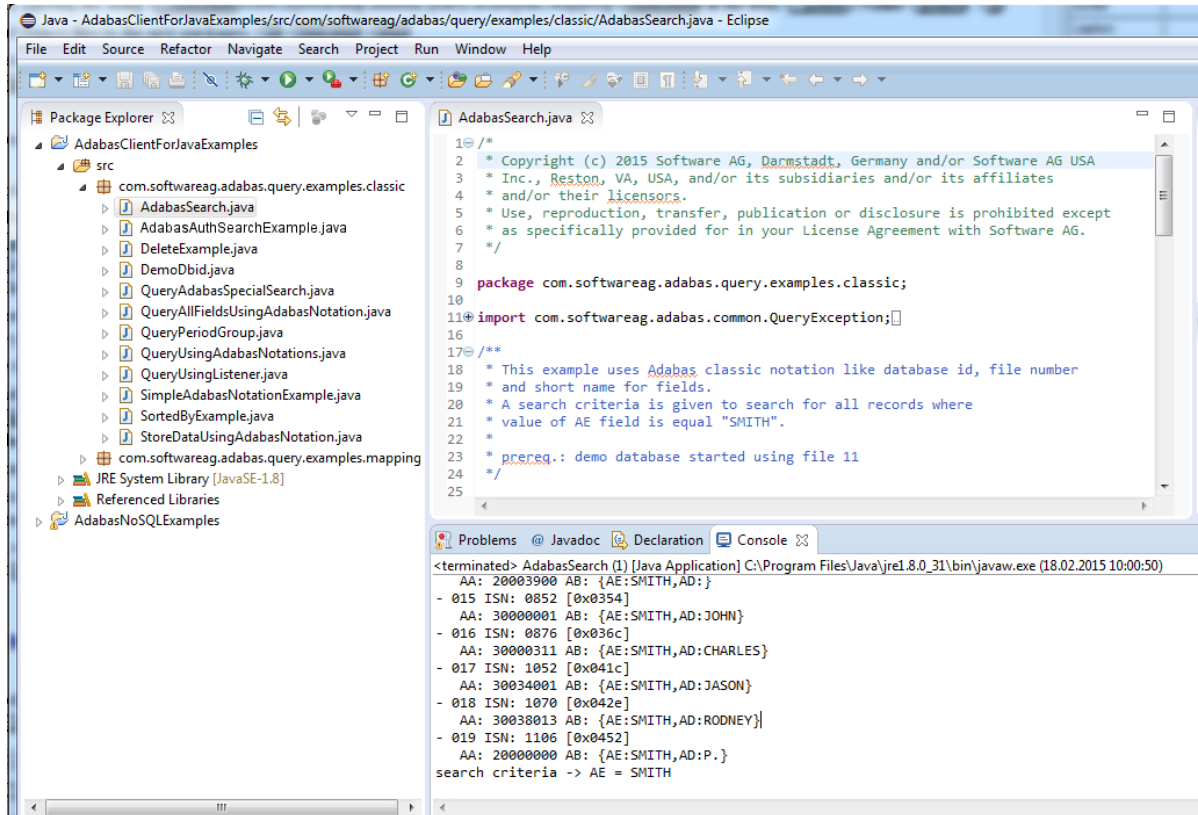 Java - AdabasClientForJavaExamples/src/com/softwareag/adabas/query/examples/classic/AdabasSearch.java - Eclipse
File Edit Source Refactor Navigate Search Project Run Window Help
Package Explorer
AdabasClientForJavaExamples
src
com.softwareag.adabas.query.examples.classic
AdabasSearch.java
AdabasAuthSearchExample.java
DeleteExample.java
DemoDbid.java
QueryAdabasSpecialSearch.java
QueryAllFieldsUsingAdabasNotation.java
QueryPeriodGroup.java
QueryUsingAdabasNotations.java
QueryUsingListener.java
SimpleAdabasNotationExample.java
SortedByExample.java
StoreDataUsingAdabasNotation.java
com.softwareag.adabas.query.examples.mapping
JRE System Library [JavaSE-1.8]
Referenced Libraries
AdabasNoSQLExamples
AdabasSearch.java
1 /*
2 * Copyright (c) 2015 Software AG, Darmstadt, Germany and/or Software AG USA
3 * Inc., Reston, VA, USA, and/or its subsidiaries and/or its affiliates
4 * and/or their licensors.
5 * Use, reproduction, transfer, publication or disclosure is prohibited except
6 * as specifically provided for in your License Agreement with Software AG.
7 */
8
9 package com.softwareag.adabas.query.examples.classic;
10
11 import com.softwareag.adabas.common.QueryException;
16
17 /**
18 * This example uses Adabas classic notation like database id, file number
19 * and short name for fields.
20 * A search criteria is given to search for all records where
21 * value of AE field is equal "SMITH".
22 *
23 * prereq.: demo database started using file 11
24 */
25
Problems @ Javadoc Declaration Console
<terminated> AdabasSearch (1) [Java Application] C:\Program Files\Java\jre1.8.0_31\bin\javaw.exe (18.02.2015 10:00:50)
AA: 20003900 AB: {AE:SMITH,AD:}
- 015 ISN: 0852 [0x0354]
AA: 30000001 AB: {AE:SMITH,AD:JOHN}
- 016 ISN: 0876 [0x036c]
AA: 30000311 AB: {AE:SMITH,AD:CHARLES}
- 017 ISN: 1052 [0x041c]
AA: 30034001 AB: {AE:SMITH,AD:JASON}
- 018 ISN: 1070 [0x042e]
AA: 30038013 AB: {AE:SMITH,AD:RODNEY}
- 019 ISN: 1106 [0x0452]
AA: 20000000 AB: {AE:SMITH,AD:P.}
search criteria -> AE = SMITH